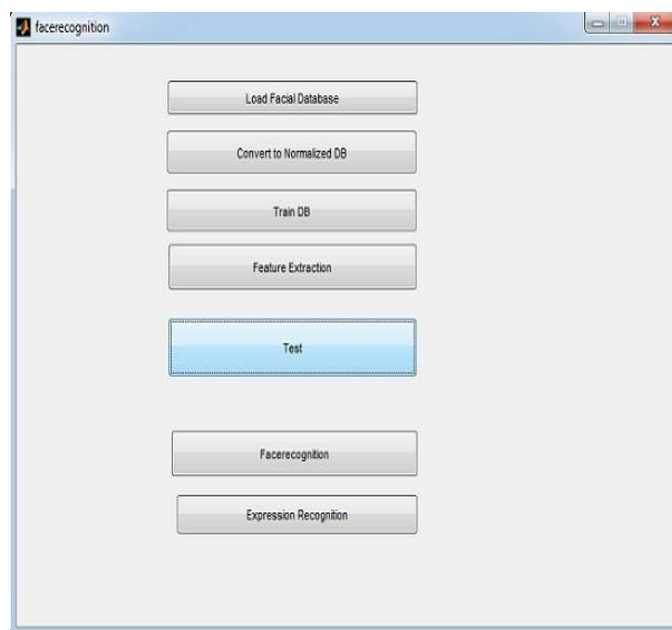 facerecognition
Load Facial Database
Convert to Normalized DB
Train DB
Feature Extraction
Test
Facerecognition
Expression Recognition